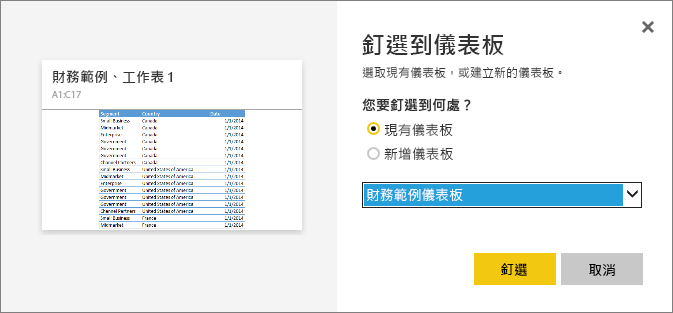 財務範例、工作表 1
A1:C17
Segment Country Date
Small Business Canada 1/1/2014
Midmarket Canada 1/1/2014
Enterprise Canada 1/1/2014
Government Canada 1/1/2014
Government Canada 1/1/2014
Government Canada 1/1/2014
Channel Partners Canada 1/1/2014
Small Business United States of America 1/1/2014
Midmarket United States of America 1/1/2014
Enterprise United States of America 1/1/2014
Government United States of America 1/1/2014
Government United States of America 1/1/2014
Government United States of America 1/1/2014
Channel Partners United States of America 1/1/2014
Small Business France 1/1/2014
Midmarket France 1/1/2014
釘選到儀表板
選取現有儀表板，或建立新的儀表板。
您要釘選到何處？
現有儀表板
新增儀表板
財務範例儀表板
釘選 取消